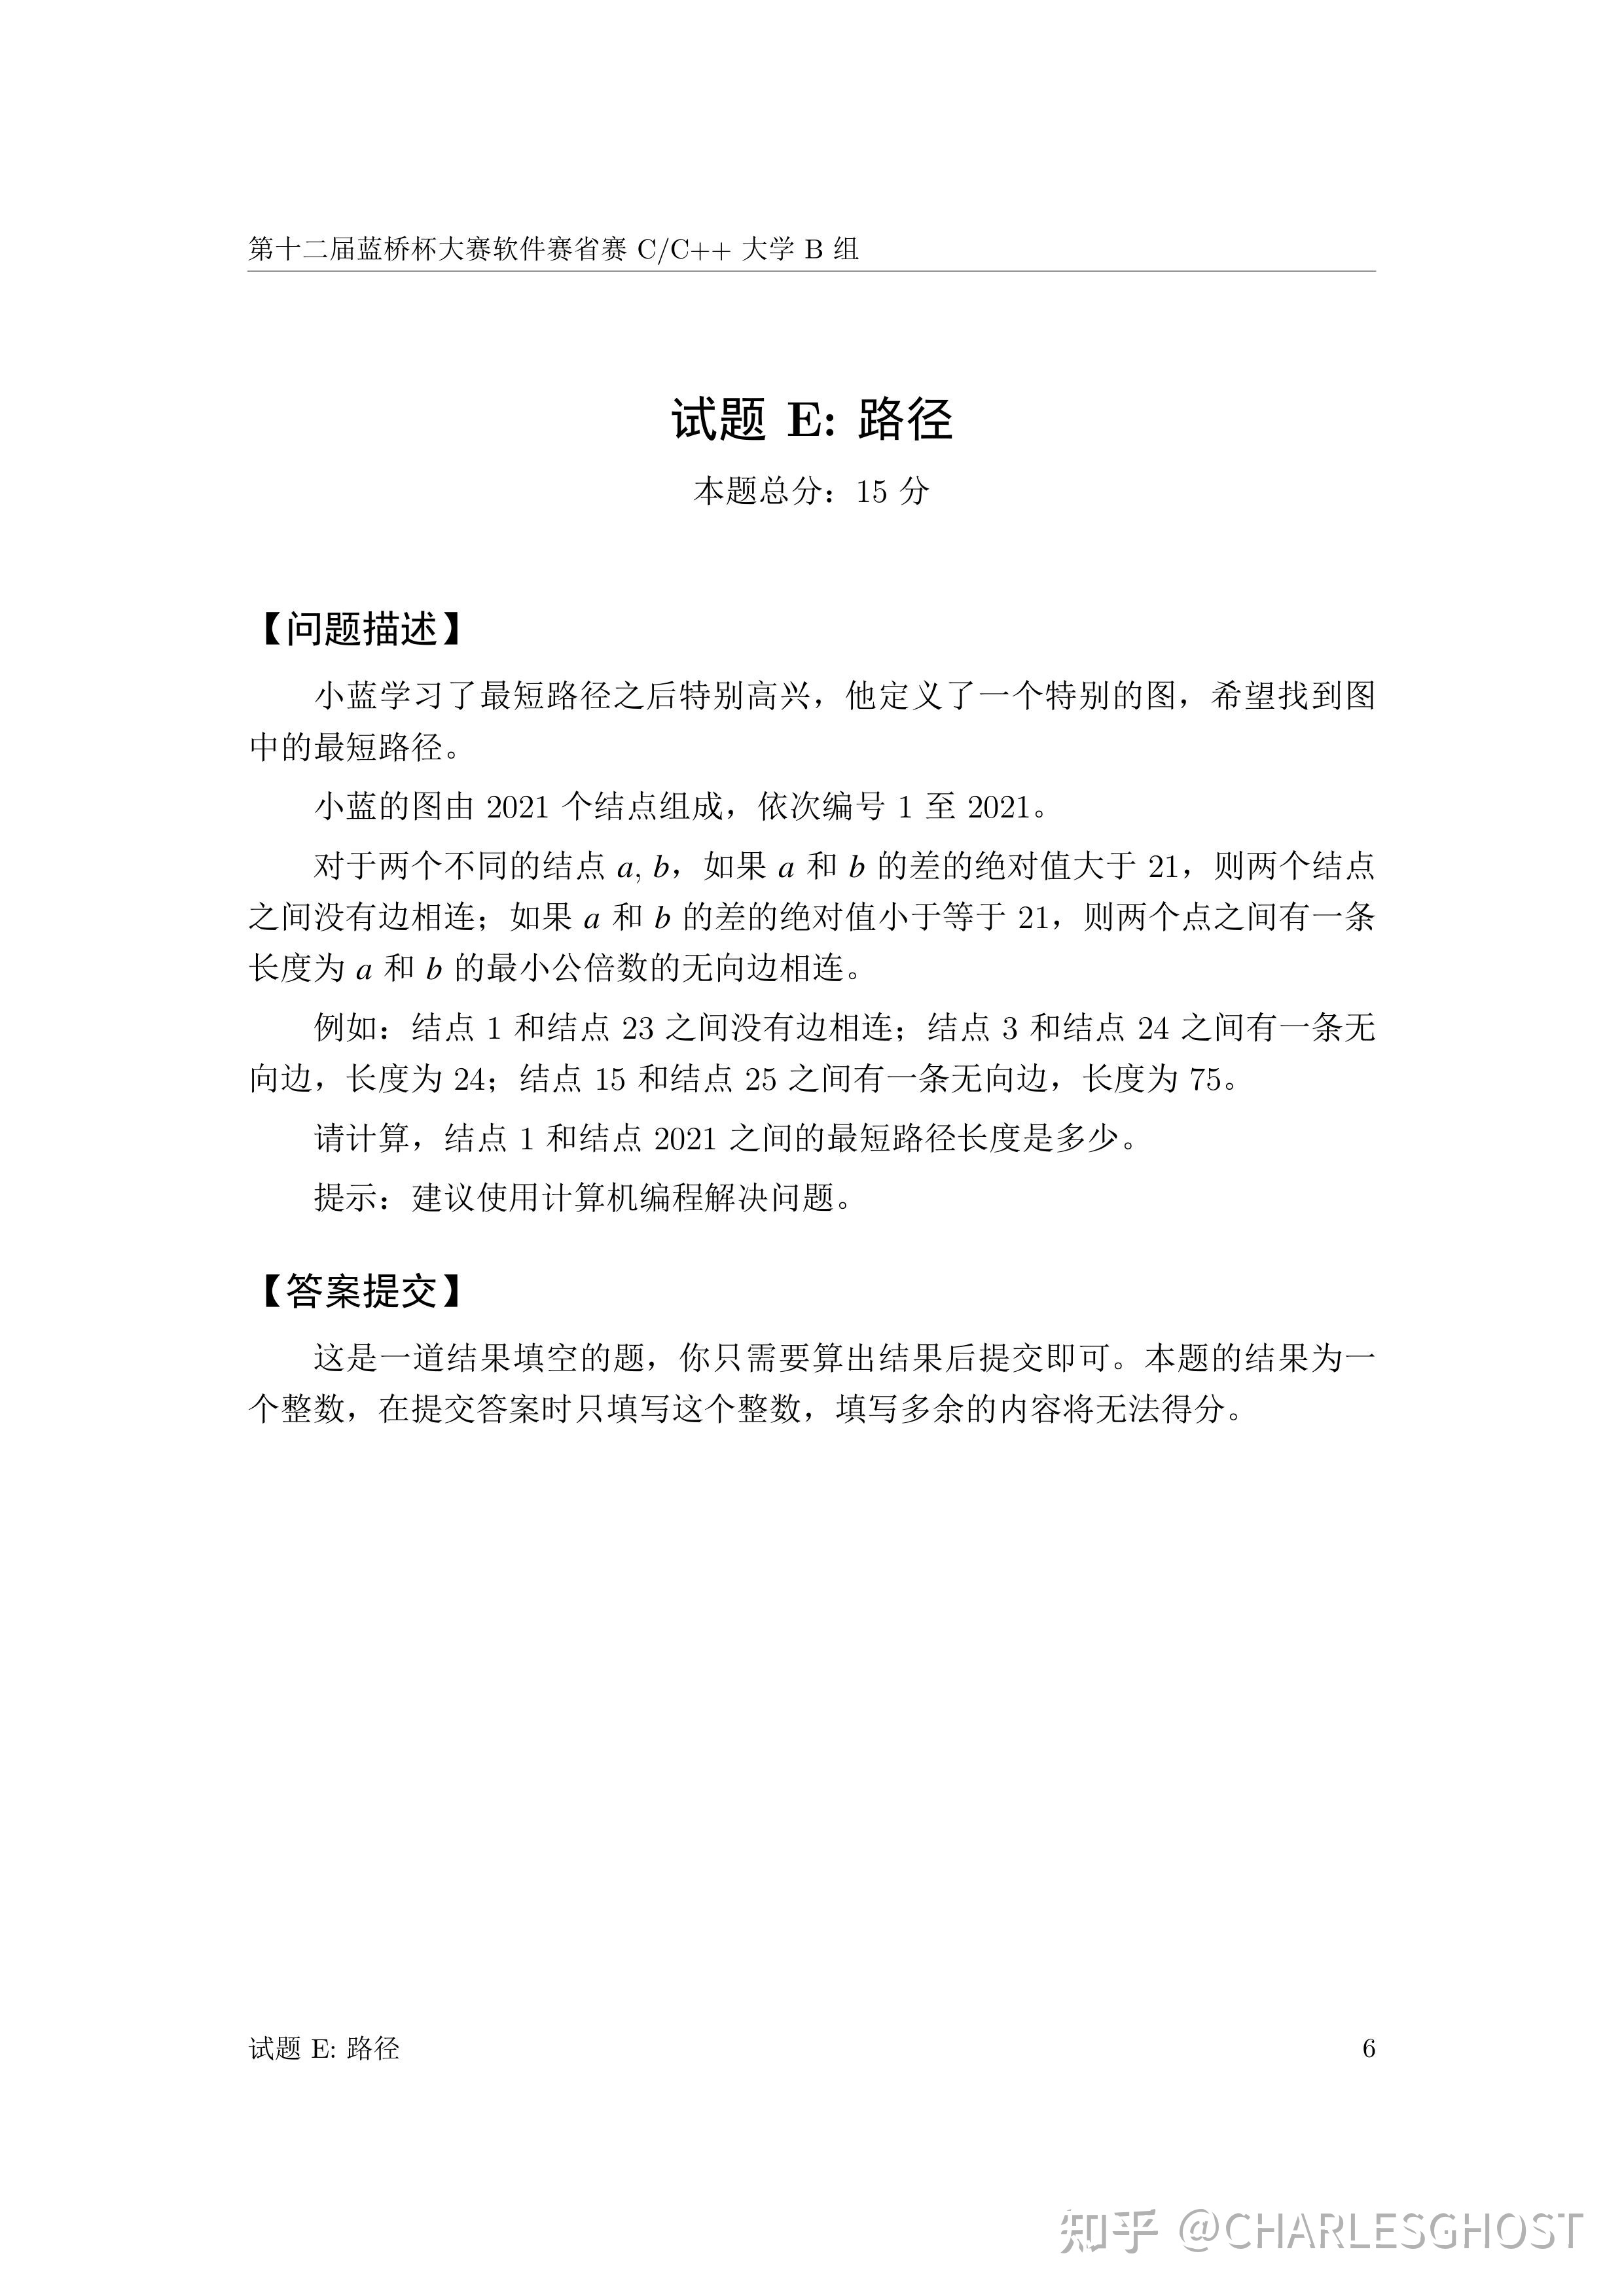 第十二届蓝桥杯大赛软件赛省赛 C/C++ 大学 B 组
试题 E: 路径
本题总分：15 分
【问题描述】
小蓝学习了最短路径之后特别高兴，他定义了一个特别的图，希望找到图
中的最短路径。
小蓝的图由 2021 个结点组成，依次编号 1 至 2021。
对于两个不同的结点 a, b，如果 a 和 b 的差的绝对值大于 21，则两个结点
之间没有边相连；如果 a 和 b 的差的绝对值小于等于 21，则两个点之间有一条
长度为 a 和 b 的最小公倍数的无向边相连。
例如：结点 1 和结点 23 之间没有边相连；结点 3 和结点 24 之间有一条无
向边，长度为 24；结点 15 和结点 25 之间有一条无向边，长度为 75。
请计算，结点 1 和结点 2021 之间的最短路径长度是多少。
提示：建议使用计算机编程解决问题。
【答案提交】
这是一道结果填空的题，你只需要算出结果后提交即可。本题的结果为一
个整数，在提交答案时只填写这个整数，填写多余的内容将无法得分。
试题 E: 路径 6
知乎 @CHARLESGHOST